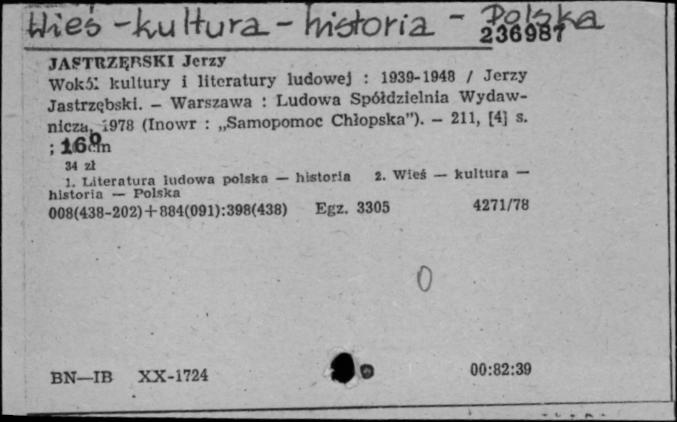 Wieś - kultura - historia - Polska
236987
JASTRZĘBSKI Jerzy
Wokół kultury i literatury ludowej : 1939-1948 / Jerzy
Jastrzębski. — Warszawa : Ludowa Spółdzielnia Wydaw-
nicza, 1978 (Inowr : „Samopomoc Chłopska"). — 211, [4] s.
; 16° cm
34 zł
1. Literatura ludowa polska — historia 2. Wieś — kultura —
historia — Polska
008(438-202)+884(091):398(438) Egz. 3305 4271/78
0
BN—IB XX-1724 00:82:39